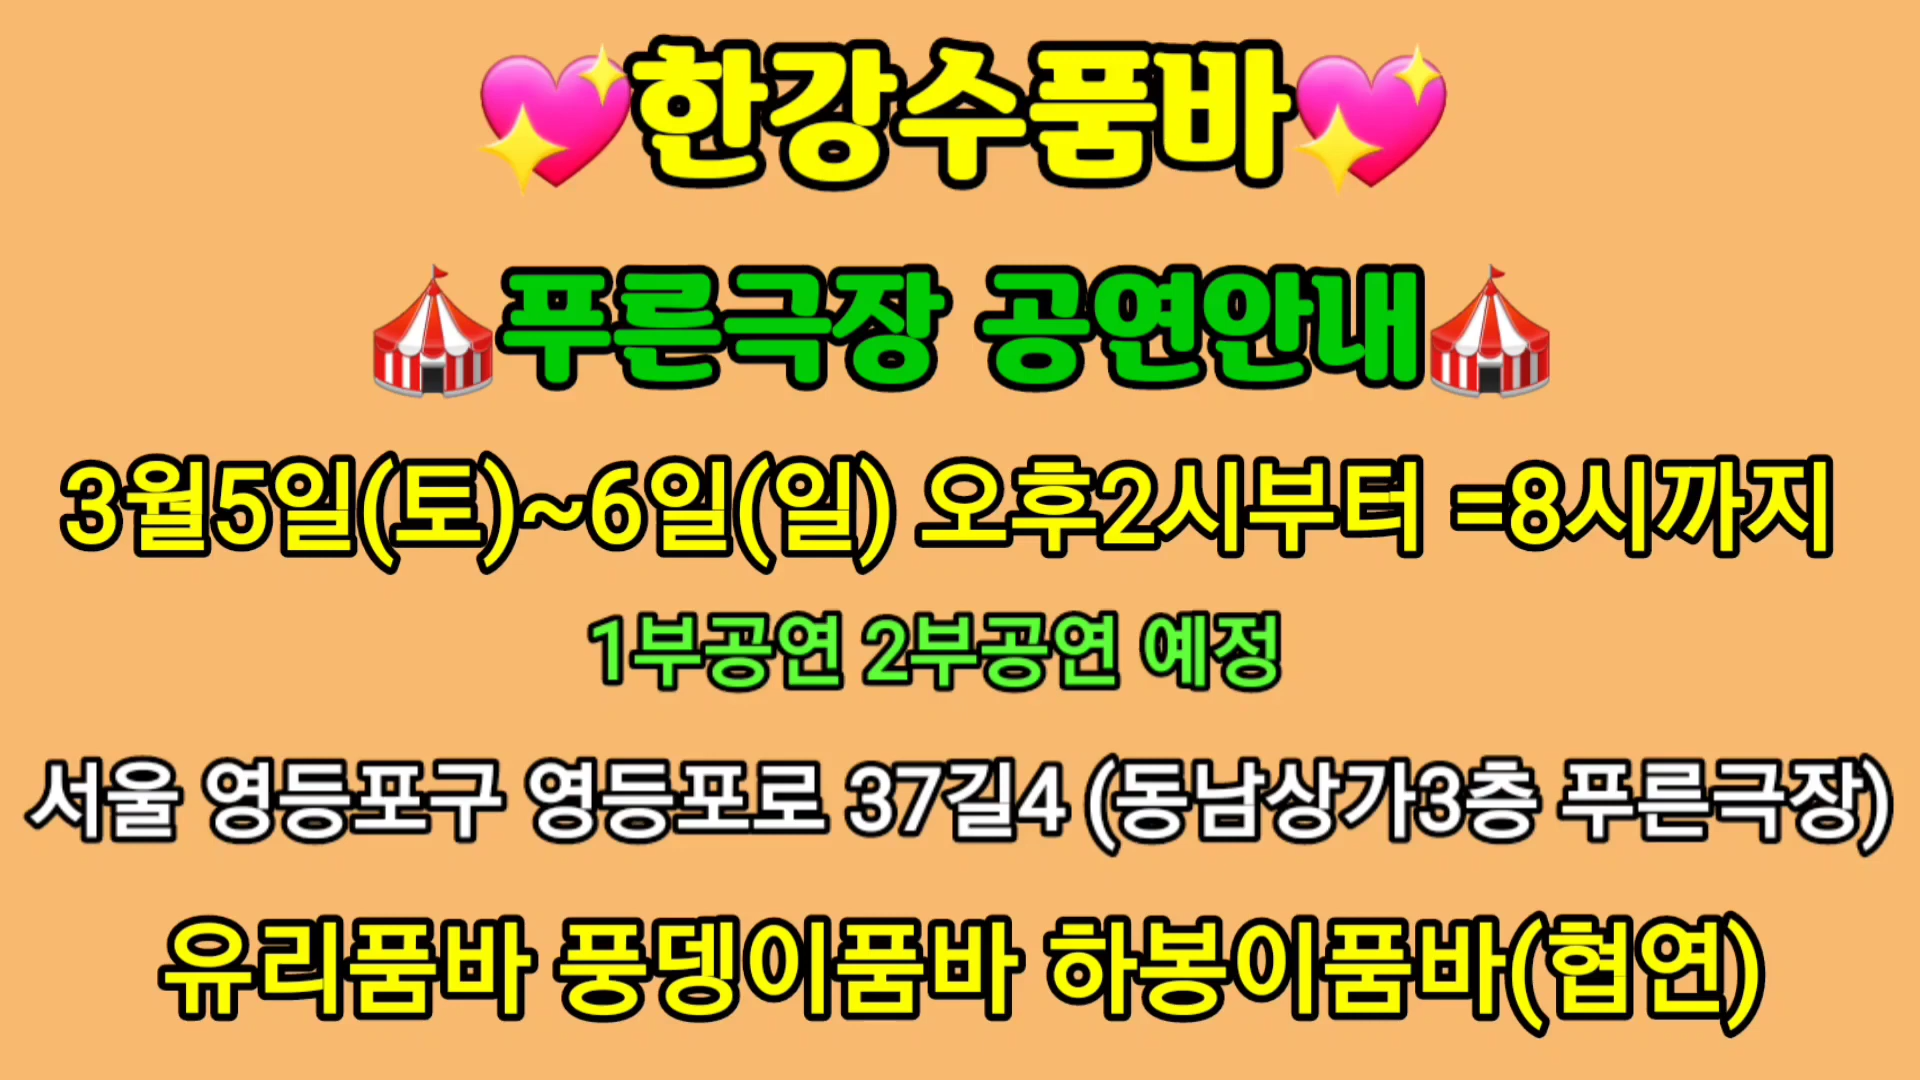 💖한강수품바💖
🎪푸른극장 공연안내🎪
3월5일(토)~6일(일) 오후2시부터 =8시까지
1부공연 2부공연 예정
서울 영등포구 영등포로 37길4 (동남상가3층 푸른극장)
유리품바 풍뎅이품바 하봉이품바(협연)